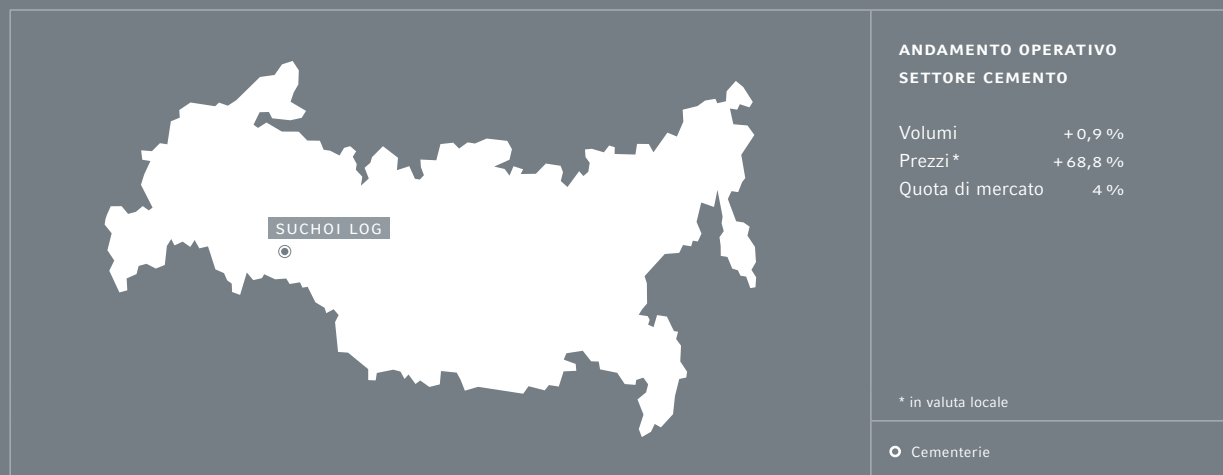 SUCHOI LOG
ANDAMENTO OPERATIVO
SETTORE CEMENTO
Volumi +0,9 %
Prezzi* +68,8 %
Quota di mercato 4 %
* in valuta locale
Cementerie